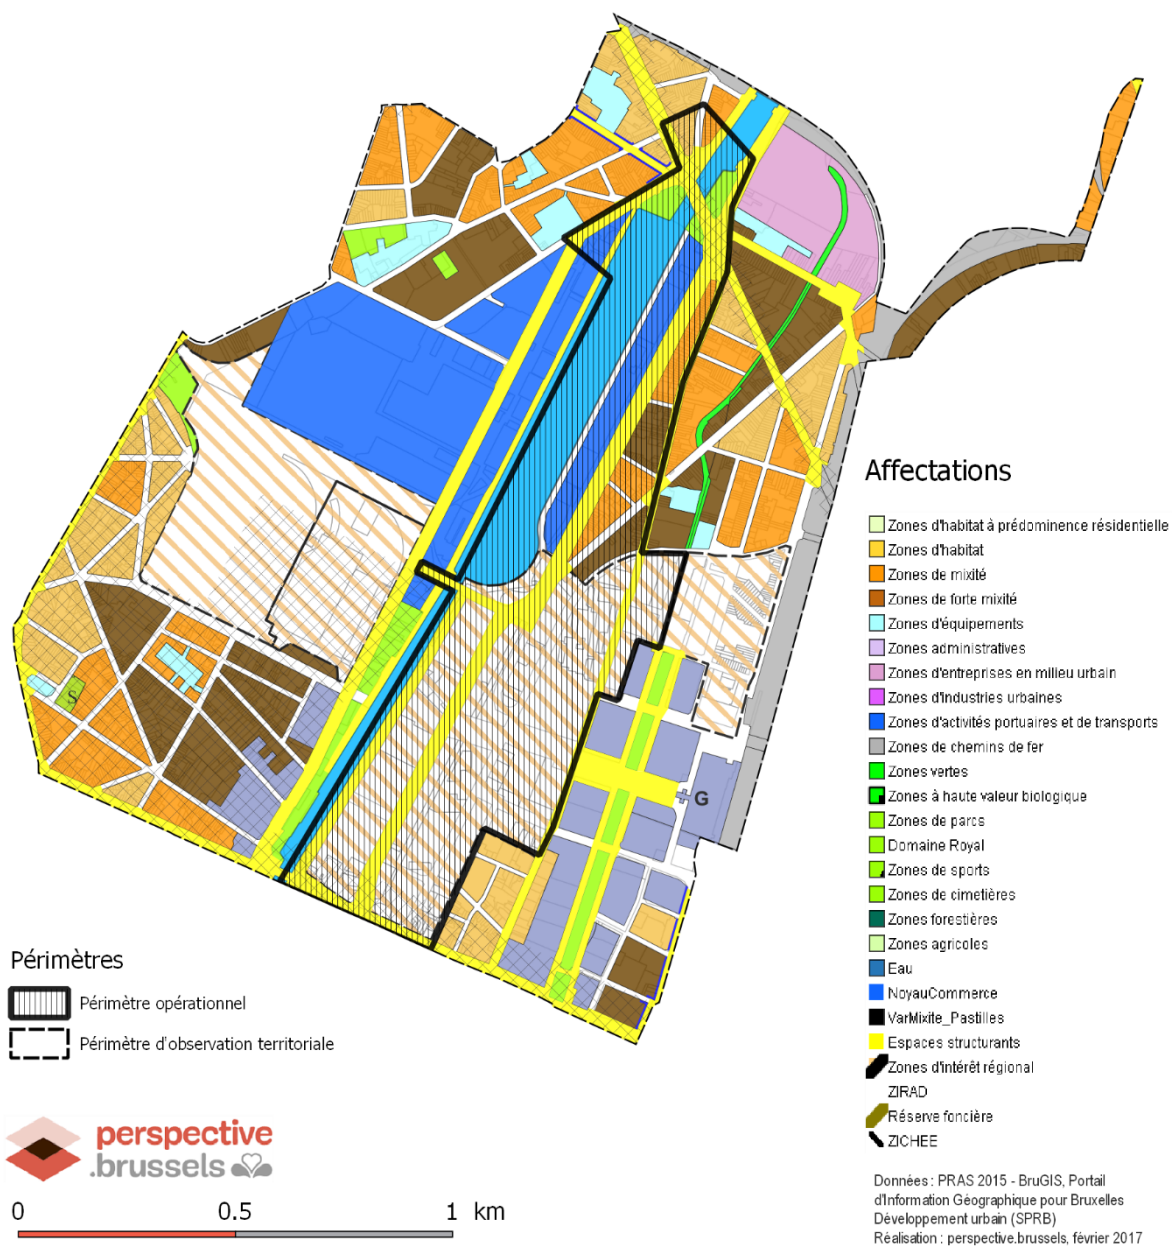 S
G
Affectations
Zones d'habitat à prédominence résidentielle
Zones d'habitat
Zones de mixité
Zones de forte mixité
Zones d'équipements
Zones administratives
Zones d'entreprises en milieu urbain
Zones d'industries urbaines
Zones d'activités portuaires et de transports
Zones de chemins de fer
Zones vertes
Zones à haute valeur biologique
Zones de parcs
Domaine Royal
Zones de sports
Zones de cimetières
Zones forestières
Zones agricoles
Eau
NoyauCommerce
VarMixite_Pastilles
Espaces structurants
Zones d'intérêt régional
ZIRAD
Réserve foncière
ZICHEE
Périmètres
Périmètre opérationnel
Périmètre d'observation territoriale
perspective
.brussels
0 0.5 1 km
Données : PRAS 2015 - BruGIS, Portail
d'Information Géographique pour Bruxelles
Développement urbain (SPRB)
Réalisation : perspective.brussels, février 2017